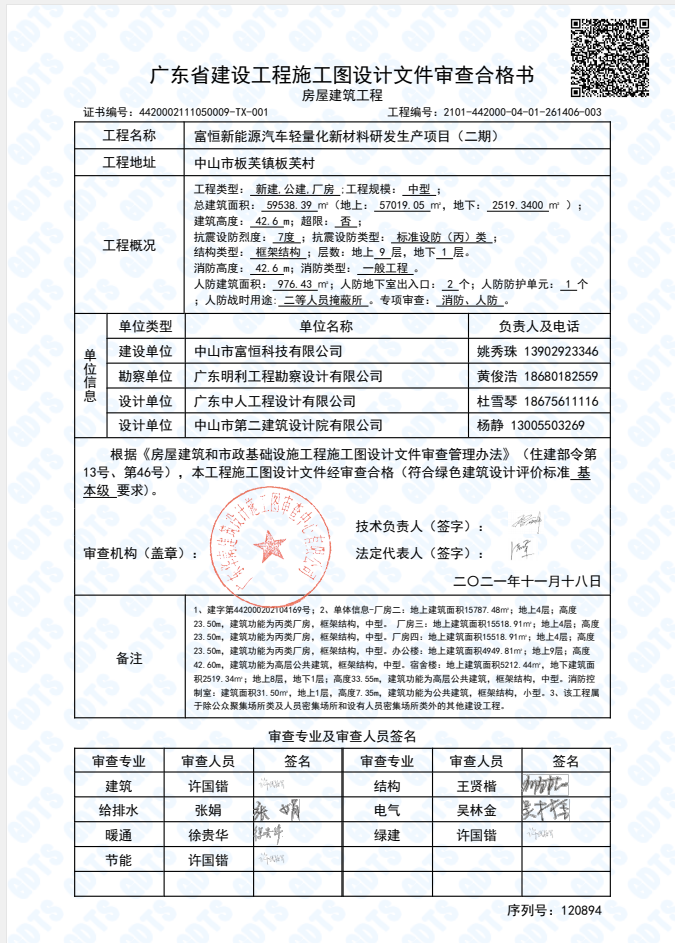 广东省建设工程施工图设计文件审查合格书
房屋建筑工程
证书编号：4420002111050009-TX-001 工程编号：2101-442000-04-01-261406-003
工程名称 富恒新能源汽车轻量化新材料研发生产项目（二期）
工程地址 中山市板芙镇板芙村
工程概况
工程类型： 新建,公建,厂房 ;工程规模： 中型 ；
总建筑面积： 59538.39 ㎡（地上： 57019.05 ㎡，地下： 2519.3400 ㎡ ）；
建筑高度： 42.6 m；超限： 否 ；
抗震设防烈度： 7度 ；抗震设防类型： 标准设防（丙）类 ；
结构类型： 框架结构 ；层数：地上 9 层，地下 1 层。
消防高度： 42.6 m；消防类型： 一般工程 。
人防建筑面积： 976.43 ㎡；人防地下室出入口： 2 个；人防防护单元： 1 个
；人防战时用途： 二等人员掩蔽所 。专项审查： 消防、人防 。
单位信息
单位类型 单位名称 负责人及电话
建设单位 中山市富恒科技有限公司 姚秀珠 13902923346
勘察单位 广东明利工程勘察设计有限公司 黄俊浩 18680182559
设计单位 广东中人工程设计有限公司 杜雪琴 18675611116
设计单位 中山市第二建筑设计院有限公司 杨静 13005503269
根据《房屋建筑和市政基础设施工程施工图设计文件审查管理办法》（住建部令第
13号、第46号），本工程施工图设计文件经审查合格（符合绿色建筑设计评价标准 基
本级 要求）。
审查机构（盖章）：
技术负责人（签字）：
法定代表人（签字）：
二〇二一年十一月十八日
备注
1、建字第442000202104169号；2、单体信息-厂房二：地上建筑面积15787.48㎡；地上4层；高度
23.50m，建筑功能为丙类厂房，框架结构，中型。 厂房三：地上建筑面积15518.91㎡；地上4层；高度
23.50m，建筑功能为丙类厂房，框架结构，中型。厂房四：地上建筑面积15518.91㎡；地上4层；高度
23.50m，建筑功能为丙类厂房，框架结构，中型。办公楼：地上建筑面积4949.81㎡；地上9层；高度
42.60m，建筑功能为高层公共建筑，框架结构，中型。宿舍楼：地上建筑面积5212.44㎡，地下建筑面
积2519.34㎡；地上8层，地下1层；高度33.55m，建筑功能为高层公共建筑，框架结构，中型。消防控
制室：建筑面积31.50㎡，地上1层，高度7.35m，建筑功能为公共建筑，框架结构，小型。3、该工程属
于除公众聚集场所类及人员密集场所和设有人员密集场所类外的其他建设工程。
审查专业及审查人员签名
审查专业 审查人员 签名 审查专业 审查人员 签名
建筑 许国锴 许国锴 结构 王贤楷
给排水 张娟 张娟 电气 吴林金
暖通 徐贵华 徐贵华 绿建 许国锴 许国锴
节能 许国锴 许国锴
序列号：120894